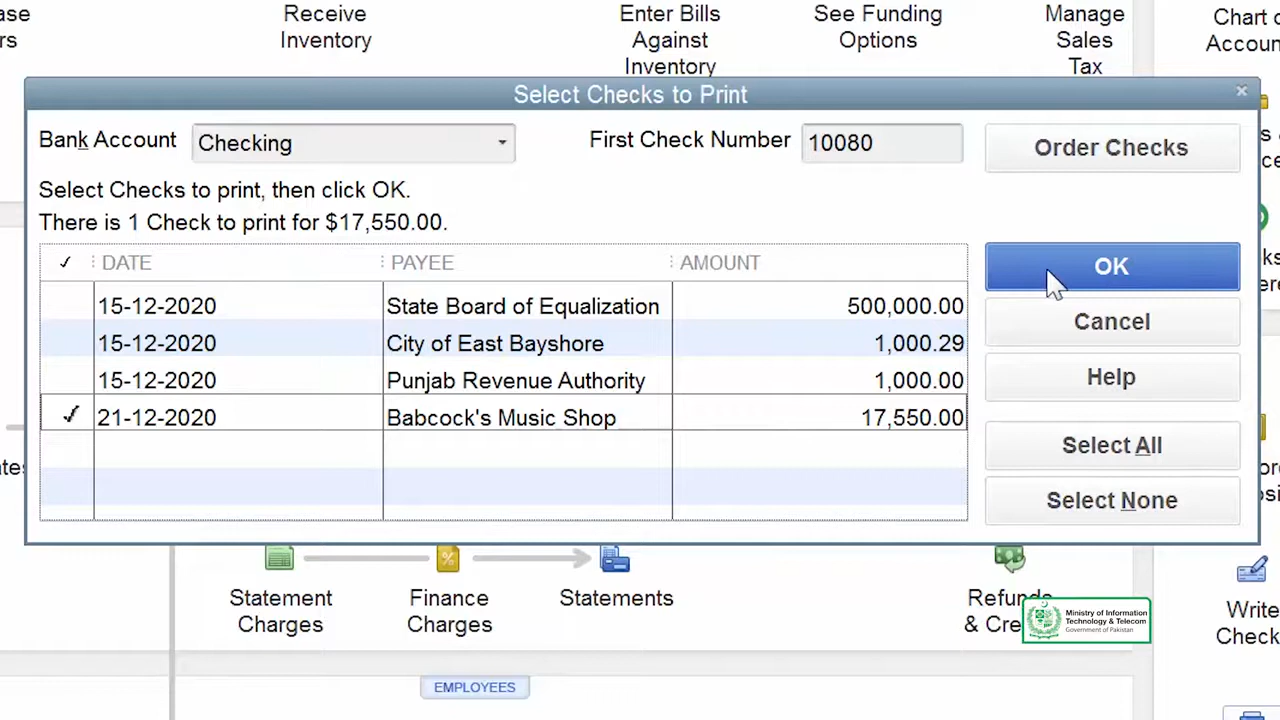 ase
rs
Receive
Inventory
Enter Bills
Against
Inventory
See Funding
Options
Manage
Sales
Tax
Chart o
Accoun
Select Checks to Print
Bank Account Checking First Check Number 10080 Order Checks
Select Checks to print, then click OK.
There is 1 Check to print for $17,550.00.
✓ DATE PAYEE AMOUNT
15-12-2020 State Board of Equalization 500,000.00
15-12-2020 City of East Bayshore 1,000.29
15-12-2020 Punjab Revenue Authority 1,000.00
✓ 21-12-2020 Babcock's Music Shop 17,550.00
OK
Cancel
Help
Select All
Select None
Statement
Charges
Finance
Charges
Statements
Refunds
& Cre
Ministry of Information
Technology & Telecom
Government of Pakistan
Write
Check
EMPLOYEES